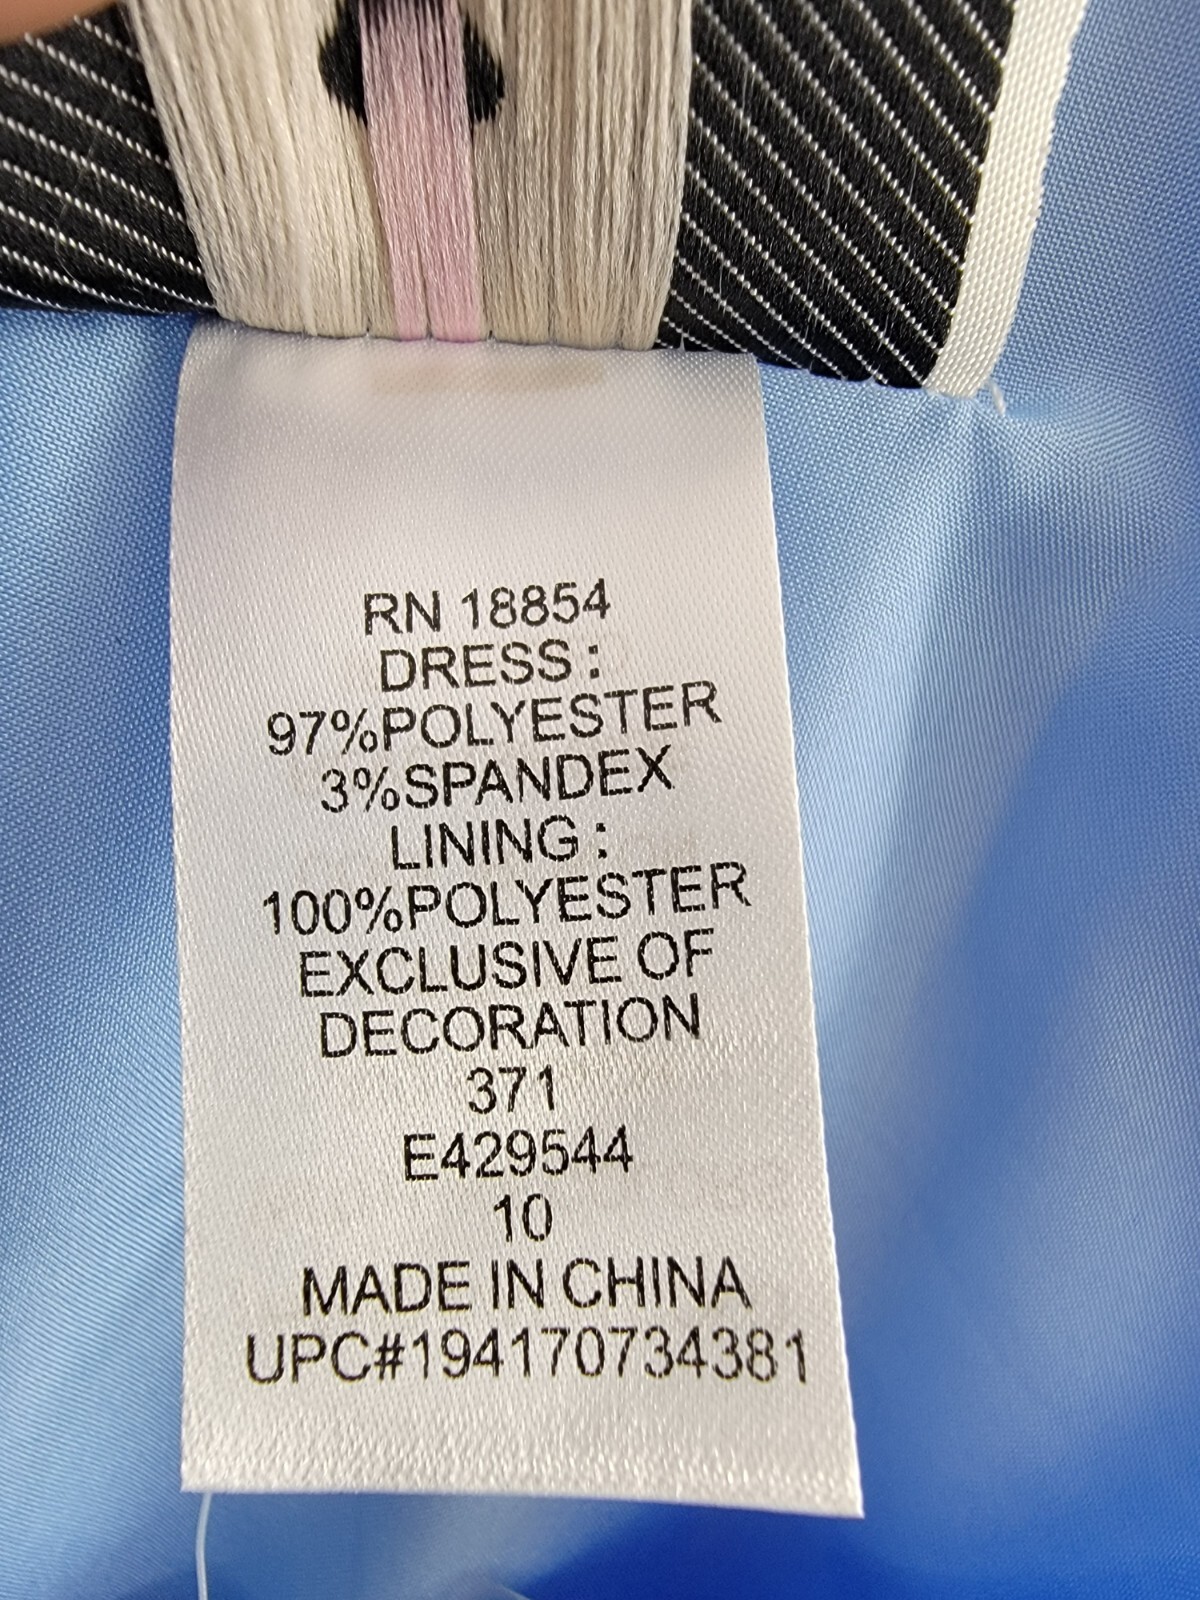 RN 18854
DRESS :
97%POLYESTER
3%SPANDEX
LINING :
100%POLYESTER
EXCLUSIVE OF
DECORATION
371
E429544
10
MADE IN CHINA
UPC#194170734381